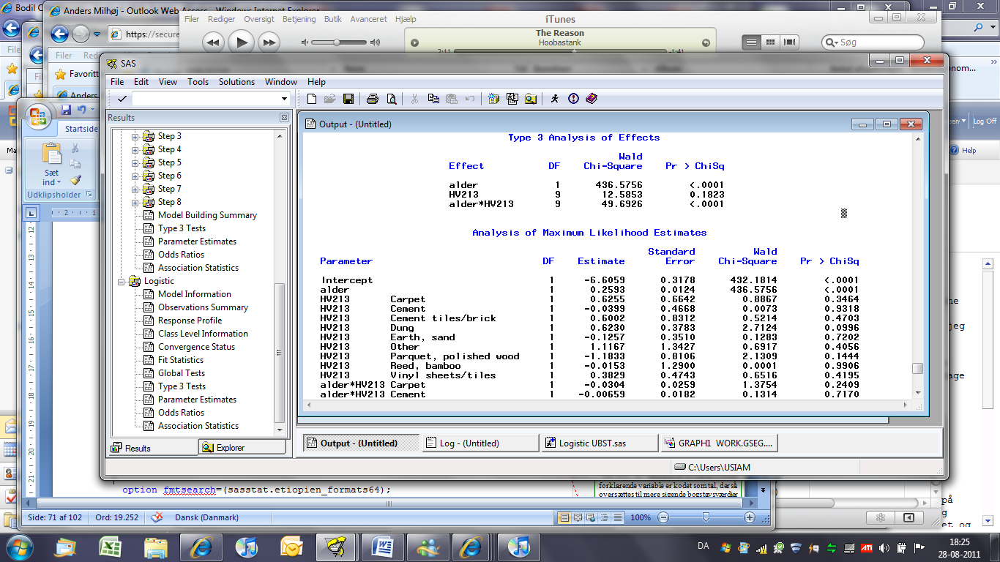 Bodil O
Anders Milhøj - Outlook Web Access - Windows Internet Explorer
https://secure
Filer Redi
Favoritt
Anders
Filer Rediger Oversigt Betjening Butik Avanceret Hjælp
iTunes
The Reason
Hoobastank
2:11 -1:41
Søg
onom...
Log Off
Help
Startside
Sæt
ind
Udklipsholder
SAS
File Edit View Tools Solutions Window Help
Results
Step 3
Step 4
Step 5
Step 6
Step 7
Step 8
Model Building Summary
Type 3 Tests
Parameter Estimates
Odds Ratios
Association Statistics
Logistic
Model Information
Observations Summary
Response Profile
Class Level Information
Convergence Status
Fit Statistics
Global Tests
Type 3 Tests
Parameter Estimates
Odds Ratios
Association Statistics
Results Explorer
Output - (Untitled)
Type 3 Analysis of Effects
Wald
Effect DF Chi-Square Pr > ChiSq
alder 1 436.5756 <.0001
HV213 9 12.5853 0.1823
alder*HV213 9 49.6926 <.0001
Analysis of Maximum Likelihood Estimates
Standard Wald
Parameter DF Estimate Error Chi-Square Pr > ChiSq
Intercept 1 -6.6059 0.3178 432.1814 <.0001
alder 1 0.2593 0.0124 436.5756 <.0001
HV213 Carpet 1 0.6255 0.6642 0.8867 0.3464
HV213 Cement 1 -0.0399 0.4668 0.0073 0.9318
HV213 Cement tiles/brick 1 0.6002 0.8312 0.5214 0.4703
HV213 Dung 1 0.6230 0.3783 2.7124 0.0996
HV213 Earth, sand 1 -0.1257 0.3510 0.1283 0.7202
HV213 Other 1 1.1167 1.3427 0.6917 0.4056
HV213 Parquet, polished wood 1 -1.1833 0.8106 2.1309 0.1444
HV213 Reed, bamboo 1 -0.0153 1.2900 0.0001 0.9906
HV213 Vinyl sheets/tiles 1 0.3829 0.4743 0.6516 0.4195
alder*HV213 Carpet 1 -0.0304 0.0259 1.3754 0.2409
alder*HV213 Cement 1 -0.00659 0.0182 0.1314 0.7170
Output - (Untitled) Log - (Untitled) Logistic UBST.sas GRAPH1 WORK.GSEG....
C:\Users\USIAM
jeg
age
på
et og
option fmtsearch=(sasstat.etiopien_formats64);
forklarende variable er kodet som tal, der så
oversættes til mere sigende bogstavsværdier
Side: 71 af 102 Ord: 19.252 Dansk (Danmark) 100%
DA
ATI
18:25
28-08-2011